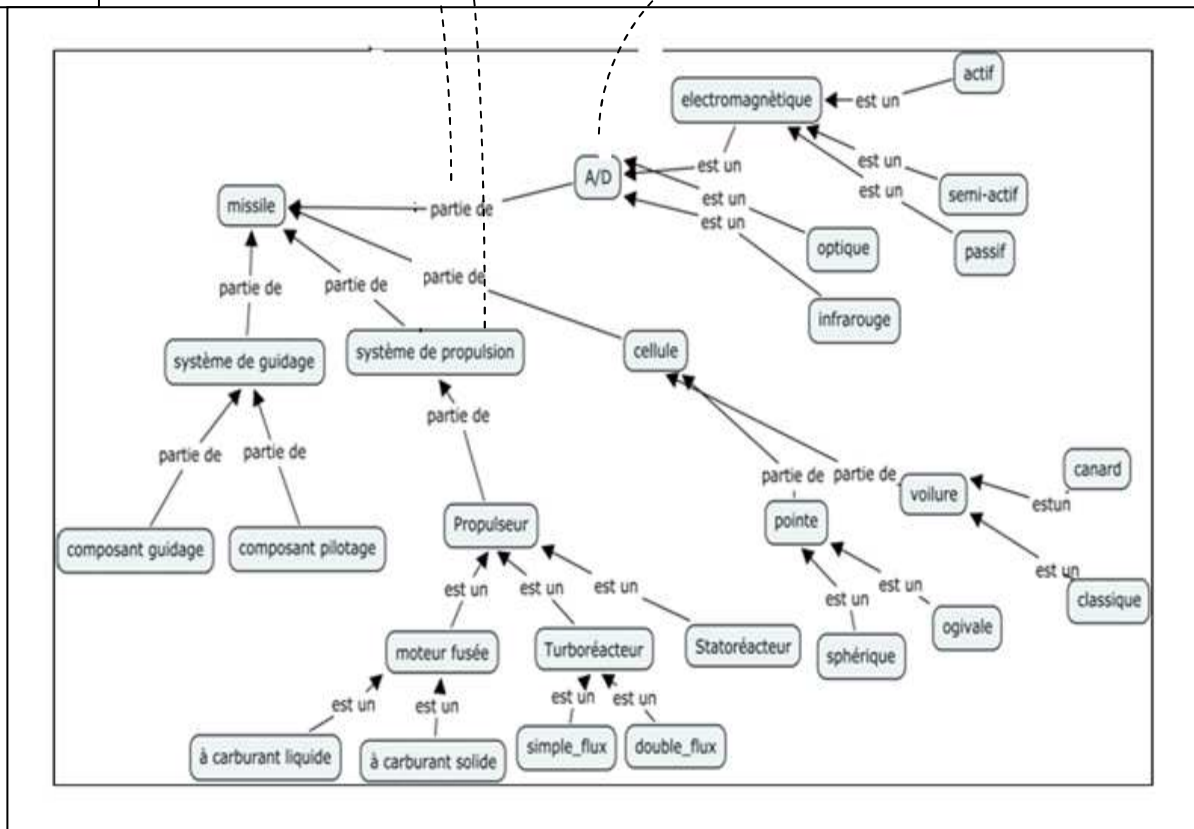 actif
electromagnètique
est un
est un
A/D
est un
semi-actif
est un
missile
partie de
est un
est un
optique
passif
partie de
partie de
partie de
infrarouge
système de guidage
système de propulsion
cellule
partie de
partie de
partie de
partie de
partie de
canard
voilure
estun
composant guidage
composant pilotage
Propulseur
pointe
est un
est un
est un
est un
est un
est un
classique
moteur fusée
Turboréacteur
Statoréacteur
sphérique
ogivale
est un
est un
est un
est un
à carburant liquide
à carburant solide
simple_flux
double_flux